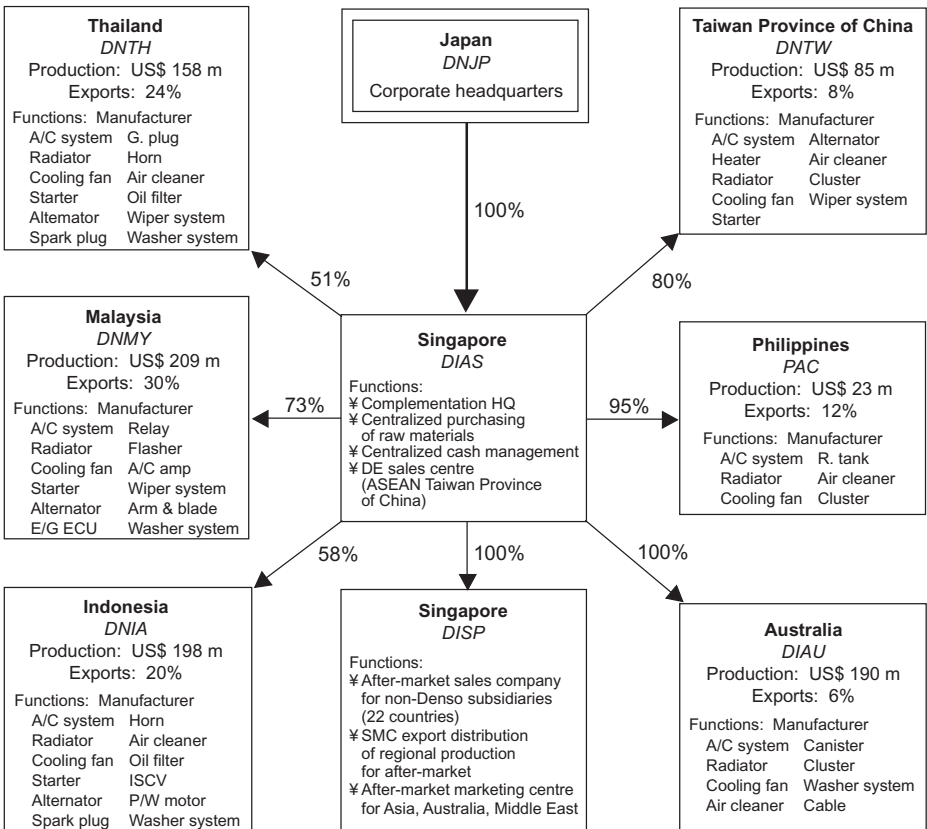 Thailand
DNTH
Production: US$ 158 m
Exports: 24%
Functions: Manufacturer
A/C system G. plug
Radiator Horn
Cooling fan Air cleaner
Starter Oil filter
Altemator Wiper system
Spark plug Washer system
Japan
DNJP
Corporate headquarters
Taiwan Province of China
DNTW
Production: US$ 85 m
Exports: 8%
Functions: Manufacturer
A/C system Alternator
Heater Air cleaner
Radiator Cluster
Cooling fan Wiper system
Starter
100%
51%
80%
Malaysia
DNMY
Production: US$ 209 m
Exports: 30%
Functions: Manufacturer
A/C system Relay
Radiator Flasher
Cooling fan A/C amp
Starter Wiper system
Alternator Arm & blade
E/G ECU Washer system
73%
Singapore
DIAS
Functions:
¥ Complementation HQ
¥ Centralized purchasing
of raw materials
¥ Centralized cash management
¥ DE sales centre
(ASEAN Taiwan Province
of China)
95%
Philippines
PAC
Production: US$ 23 m
Exports: 12%
Functions: Manufacturer
A/C system R. tank
Radiator Air cleaner
Cooling fan Cluster
58%
100%
100%
Indonesia
DNIA
Production: US$ 198 m
Exports: 20%
Functions: Manufacturer
A/C system Horn
Radiator Air cleaner
Cooling fan Oil filter
Starter ISCV
Alternator P/W motor
Spark plug Washer system
Singapore
DISP
Functions:
¥ After-market sales company
for non-Denso subsidiaries
(22 countries)
¥ SMC export distribution
of regional production
for after-market
¥ After-market marketing centre
for Asia, Australia, Middle East
Australia
DIAU
Production: US$ 190 m
Exports: 6%
Functions: Manufacturer
A/C system Canister
Radiator Cluster
Cooling fan Washer system
Air cleaner Cable